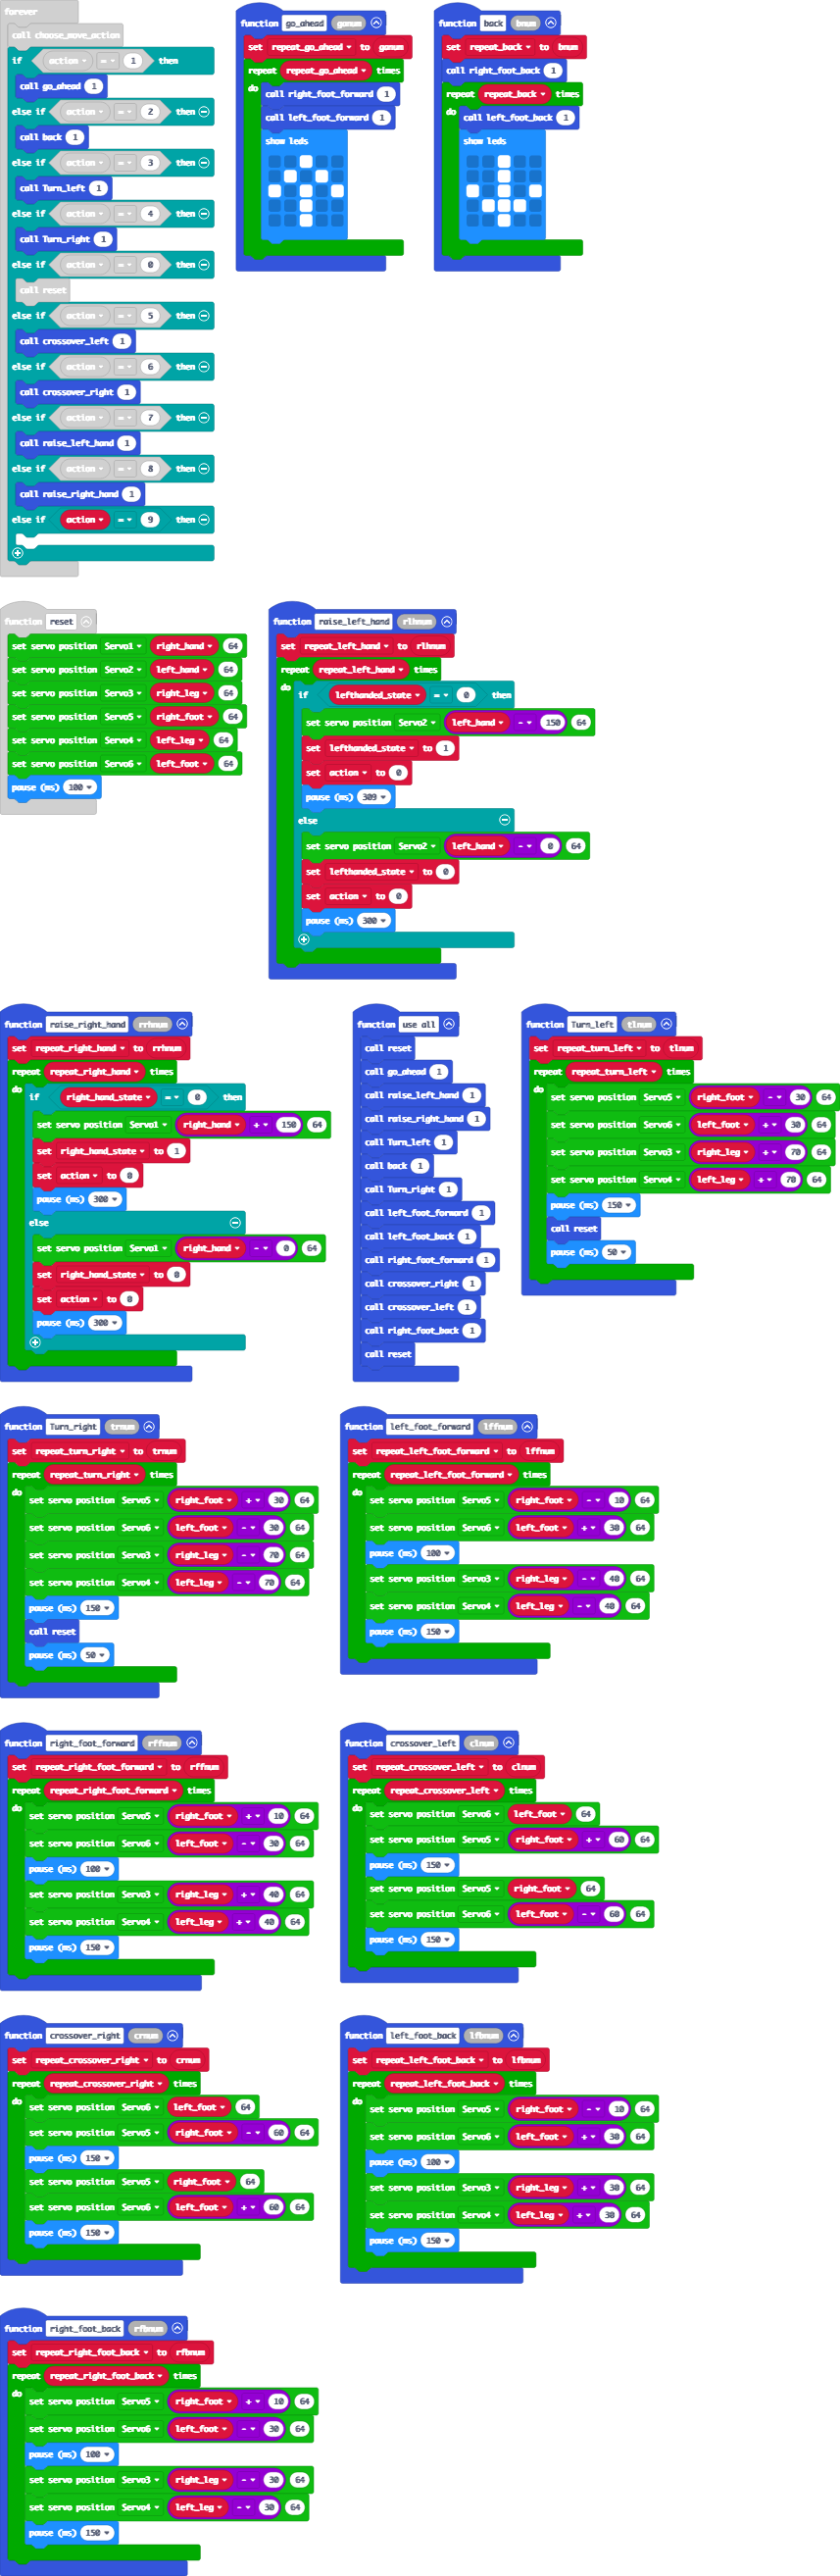 forever
call choose_move_action
if action = 1 then
call go_ahead 1
else if action = 2 then
call back 1
else if action = 3 then
call Turn_left 1
else if action = 4 then
call Turn_right 1
else if action = 0 then
call reset
else if action = 5 then
call crossover_left 1
else if action = 6 then
call crossover_right 1
else if action = 7 then
call raise_left_hand 1
else if action = 8 then
call raise_right_hand 1
else if action = 9 then
function go_ahead ganum
set repeat_go_ahead to ganum
repeat repeat_go_ahead times
do call right_foot_forward 1
call left_foot_forward 1
show leds
function back bnum
set repeat_back to bnum
call right_foot_back 1
repeat repeat_back times
do call left_foot_back 1
show leds
function reset
set servo position Servo1 right_hand 64
set servo position Servo2 left_hand 64
set servo position Servo3 right_leg 64
set servo position Servo5 right_foot 64
set servo position Servo4 left_leg 64
set servo position Servo6 left_foot 64
pause (ms) 100
function raise_left_hand rlhnum
set repeat_left_hand to rlhnum
repeat repeat_left_hand times
do if lefthanded_state = 0 then
set servo position Servo2 left_hand - 150 64
set lefthanded_state to 1
set action to 0
pause (ms) 309
else
set servo position Servo2 left_hand - 0 64
set lefthanded_state to 0
set action to 0
pause (ms) 300
function raise_right_hand rrhnum
set repeat_right_hand to rrhnum
repeat repeat_right_hand times
do if right_hand_state = 0 then
set servo position Servo1 right_hand + 150 64
set right_hand_state to 1
set action to 0
pause (ms) 300
else
set servo position Servo1 right_hand - 0 64
set right_hand_state to 0
set action to 0
pause (ms) 300
function use all
call reset
call go_ahead 1
call raise_left_hand 1
call raise_right_hand 1
call Turn_left 1
call back 1
call Turn_right 1
call left_foot_forward 1
call left_foot_back 1
call right_foot_forward 1
call crossover_right 1
call crossover_left 1
call right_foot_back 1
call reset
function Turn_left tlnum
set repeat_turn_left to tlnum
repeat repeat_turn_left times
do set servo position Servo5 right_foot - 30 64
set servo position Servo6 left_foot + 30 64
set servo position Servo3 right_leg + 70 64
set servo position Servo4 left_leg + 70 64
pause (ms) 150
call reset
pause (ms) 50
function Turn_right trnum
set repeat_turn_right to trnum
repeat repeat_turn_right times
do set servo position Servo5 right_foot + 30 64
set servo position Servo6 left_foot - 30 64
set servo position Servo3 right_leg - 70 64
set servo position Servo4 left_leg - 70 64
pause (ms) 150
call reset
pause (ms) 50
function left_foot_forward lffnum
set repeat_left_foot_forward to lffnum
repeat repeat_left_foot_forward times
do set servo position Servo5 right_foot - 10 64
set servo position Servo6 left_foot + 30 64
pause (ms) 100
set servo position Servo3 right_leg - 40 64
set servo position Servo4 left_leg - 40 64
pause (ms) 150
function right_foot_forward rffnum
set repeat_right_foot_forward to rffnum
repeat repeat_right_foot_forward times
do set servo position Servo5 right_foot + 10 64
set servo position Servo6 left_foot - 30 64
pause (ms) 100
set servo position Servo3 right_leg + 40 64
set servo position Servo4 left_leg + 40 64
pause (ms) 150
function crossover_left clnum
set repeat_crossover_left to clnum
repeat repeat_crossover_left times
do set servo position Servo6 left_foot 64
set servo position Servo5 right_foot + 60 64
pause (ms) 150
set servo position Servo5 right_foot 64
set servo position Servo6 left_foot - 60 64
pause (ms) 150
function crossover_right crnum
set repeat_crossover_right to crnum
repeat repeat_crossover_right times
do set servo position Servo6 left_foot 64
set servo position Servo5 right_foot - 60 64
pause (ms) 150
set servo position Servo5 right_foot 64
set servo position Servo6 left_foot + 60 64
pause (ms) 150
function left_foot_back lfbnum
set repeat_left_foot_back to lfbnum
repeat repeat_left_foot_back times
do set servo position Servo5 right_foot - 10 64
set servo position Servo6 left_foot + 30 64
pause (ms) 100
set servo position Servo3 right_leg + 30 64
set servo position Servo4 left_leg + 30 64
pause (ms) 150
function right_foot_back rfbnum
set repeat_right_foot_back to rfbnum
repeat repeat_right_foot_back times
do set servo position Servo5 right_foot + 10 64
set servo position Servo6 left_foot - 30 64
pause (ms) 100
set servo position Servo3 right_leg - 30 64
set servo position Servo4 left_leg - 30 64
pause (ms) 150